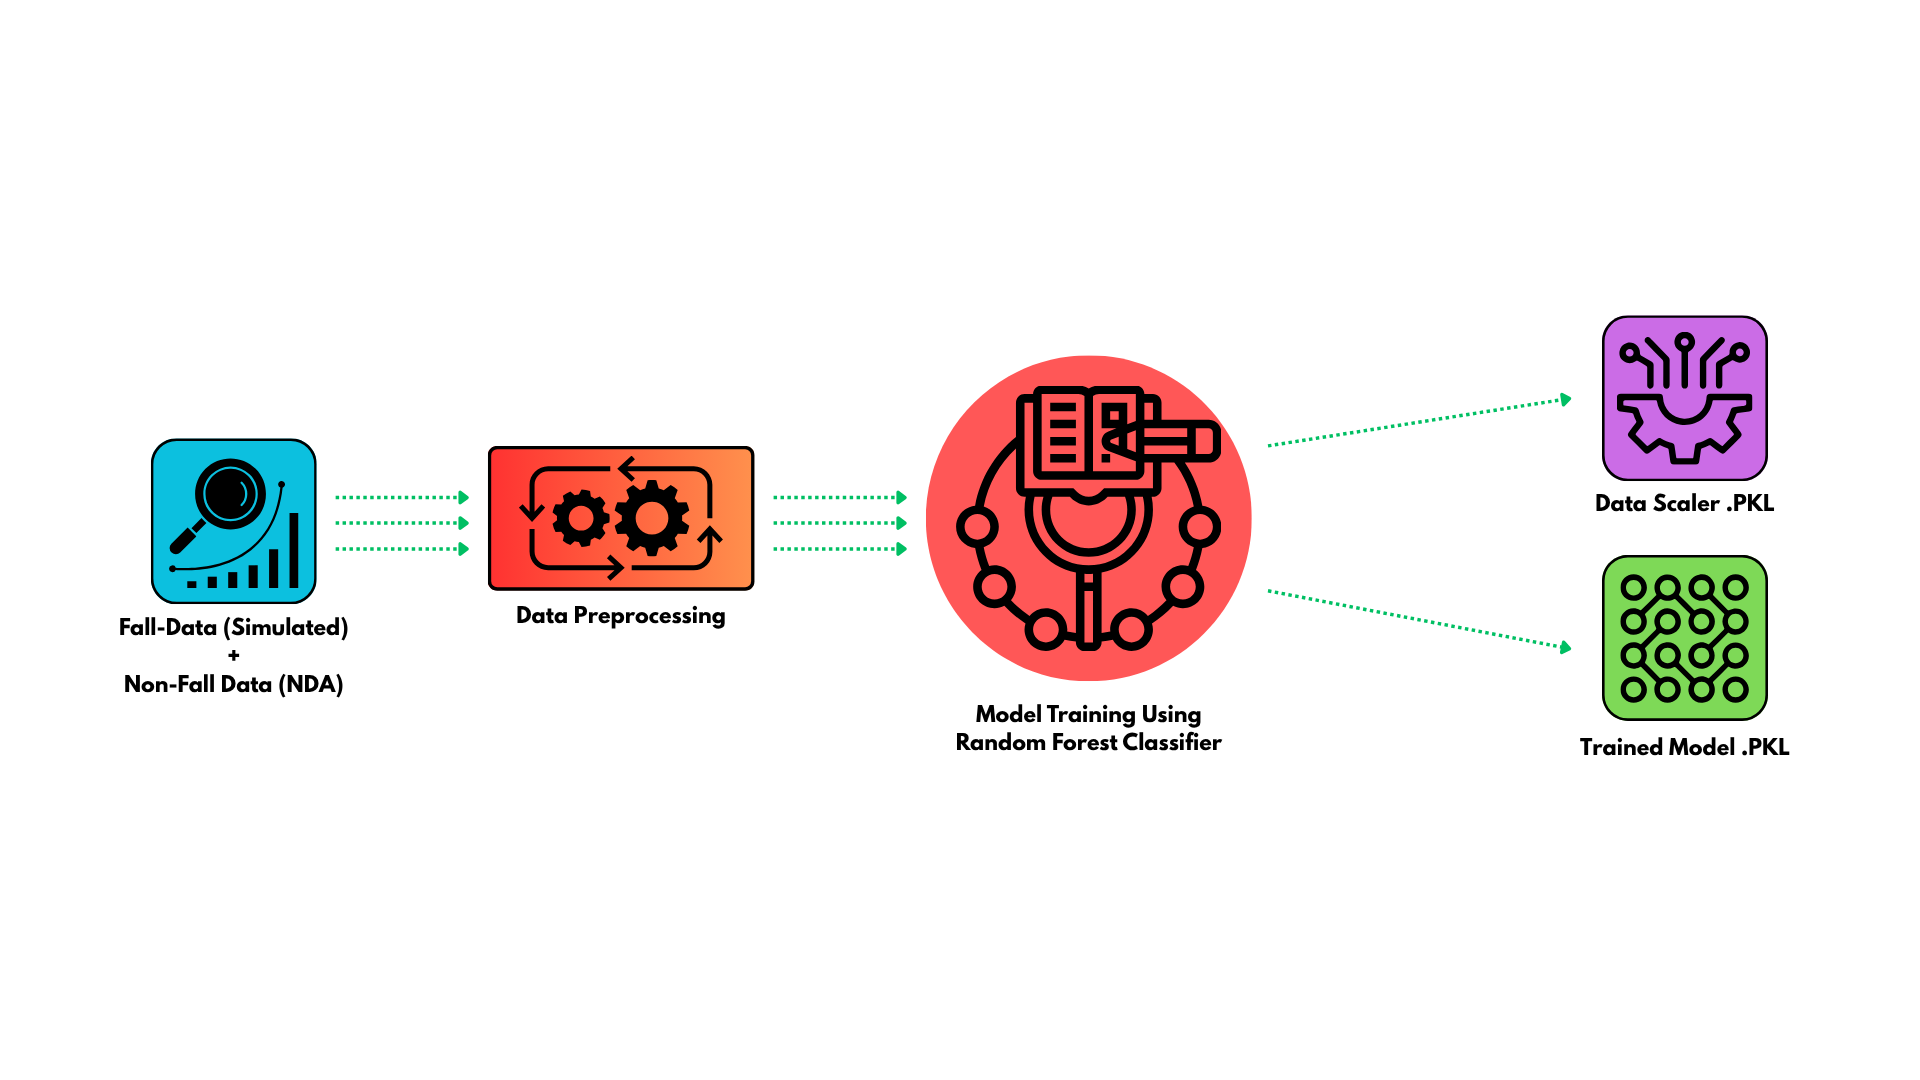 Fall-Data (Simulated)
+
Non-Fall Data (NDA)
Data Preprocessing
Model Training Using
Random Forest Classifier
Data Scaler .PKL
Trained Model .PKL